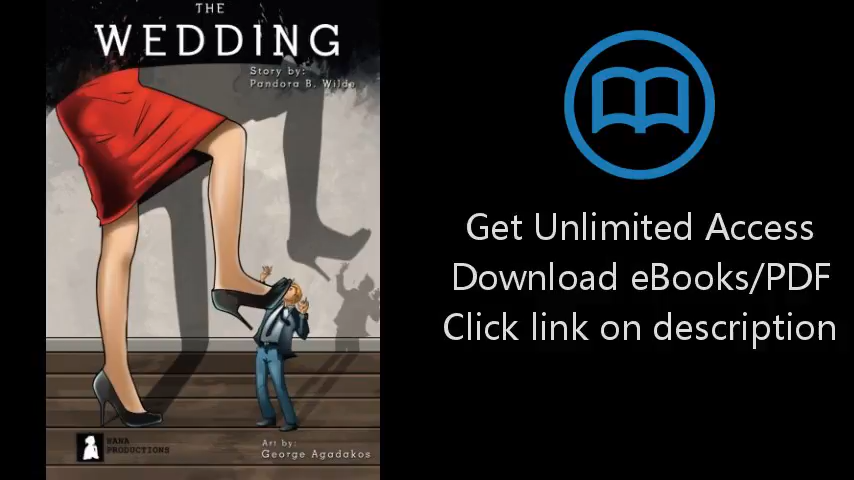 THE
WEDDING
Story by:
Pandora B. Wilde
Get Unlimited Access
Download eBooks/PDF
Click link on description
HAHA
PRODUCTIONS
Art by:
George Agadakos